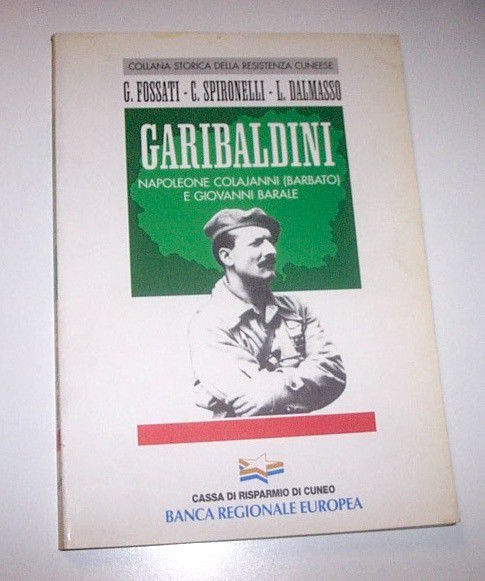 COLLANA STORICA DELLA RESISTENZA CUNEESE
G. FOSSATI - C. SPIRONELLI - L. DALMASSO
GARIBALDINI
NAPOLEONE COLAJANNI (BARBATO)
E GIOVANNI BARALE
CASSA DI RISPARMIO DI CUNEO
BANCA REGIONALE EUROPEA